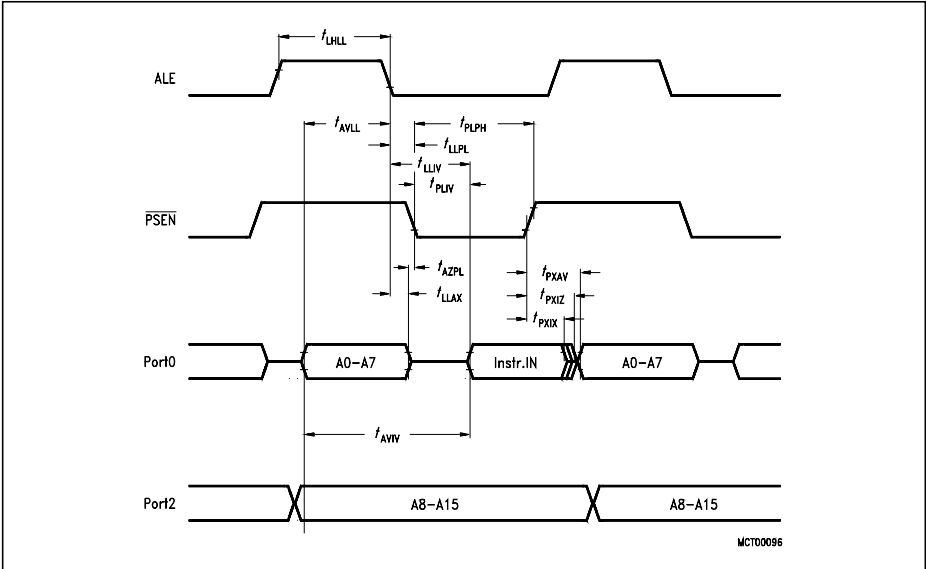 tLHLL
ALE
tAVLL
tPLPH
tLLPL
tLLIV
tPLIV
PSEN
tAZPL
tPXAV
tLLAX
tPXIZ
tPXIX
Port0
A0-A7
Instr.IN
A0-A7
tAVIV
Port2
A8-A15
A8-A15
MCT00096